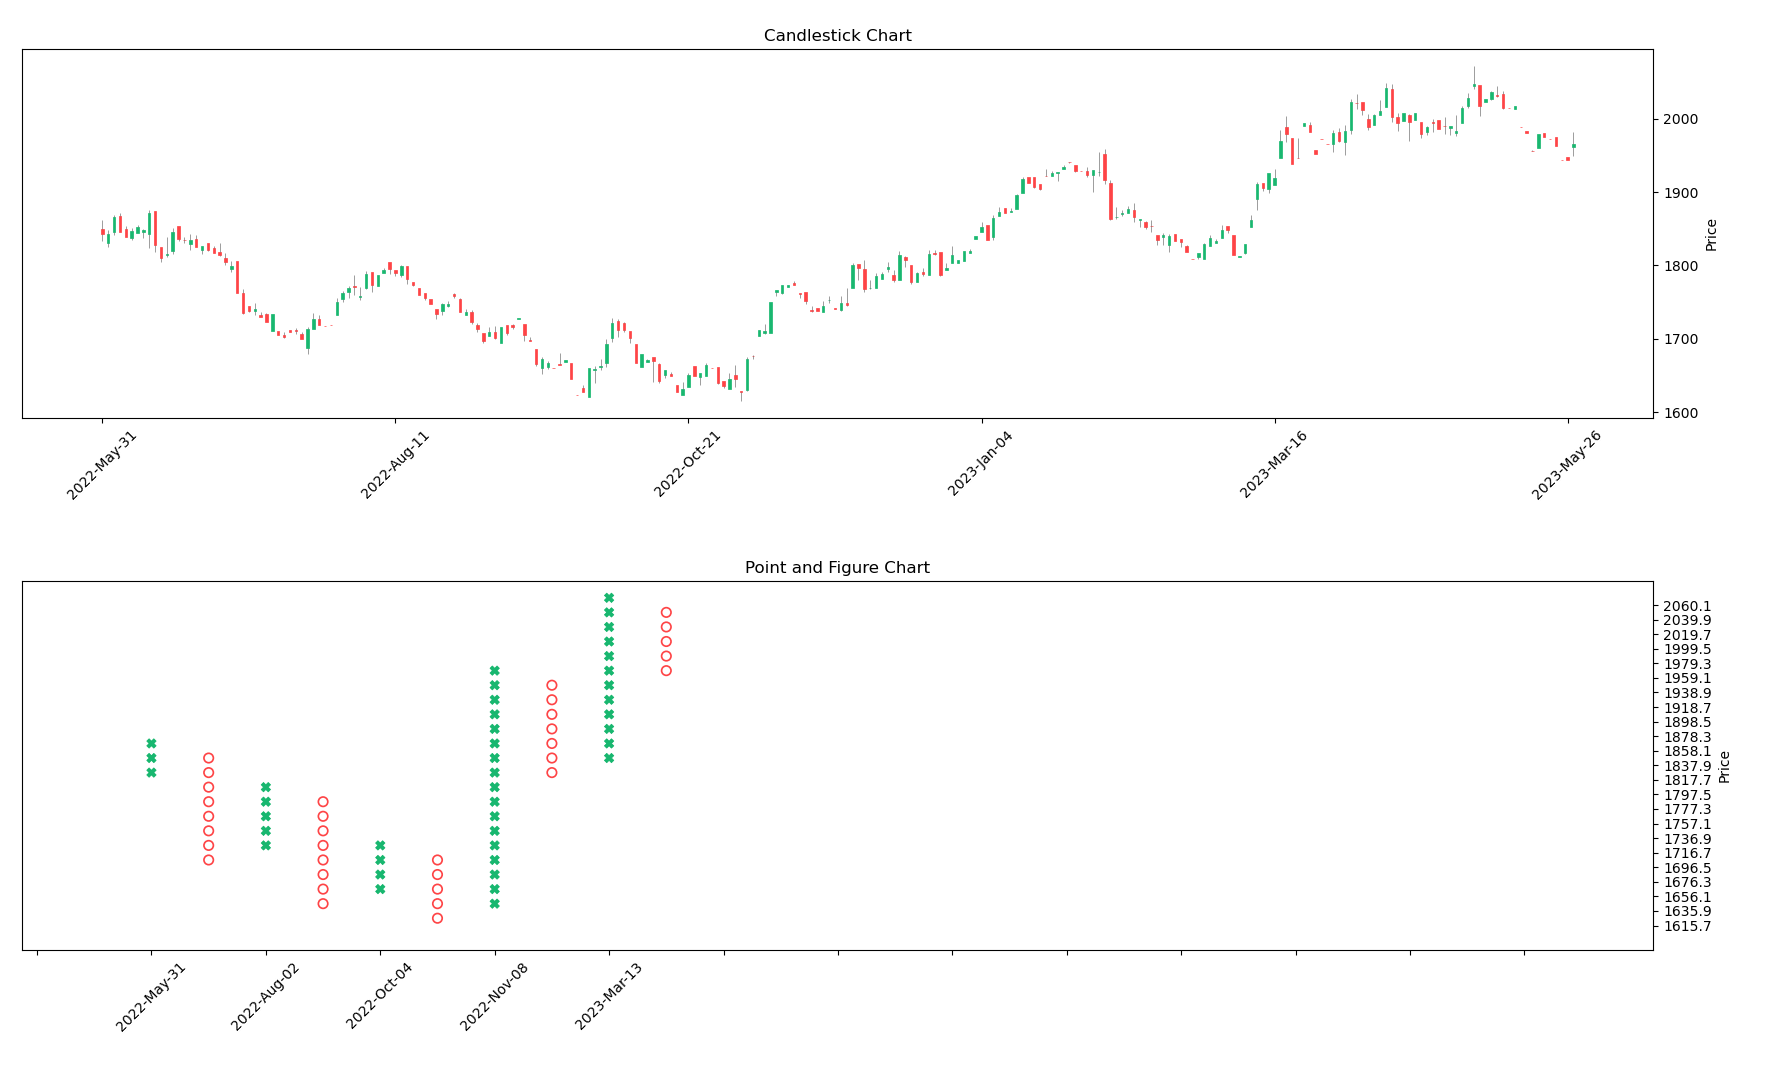 Candlestick Chart
2000
1900
1800
1700
1600
Price
2022-May-31
2022-Aug-11
2022-Oct-21
2023-Jan-04
2023-Mar-16
2023-May-26
Point and Figure Chart
2060.1
2039.9
2019.7
1999.5
1979.3
1959.1
1938.9
1918.7
1898.5
1878.3
1858.1
1837.9
1817.7
1797.5
1777.3
1757.1
1736.9
1716.7
1696.5
1676.3
1656.1
1635.9
1615.7
Price
2022-May-31
2022-Aug-02
2022-Oct-04
2022-Nov-08
2023-Mar-13